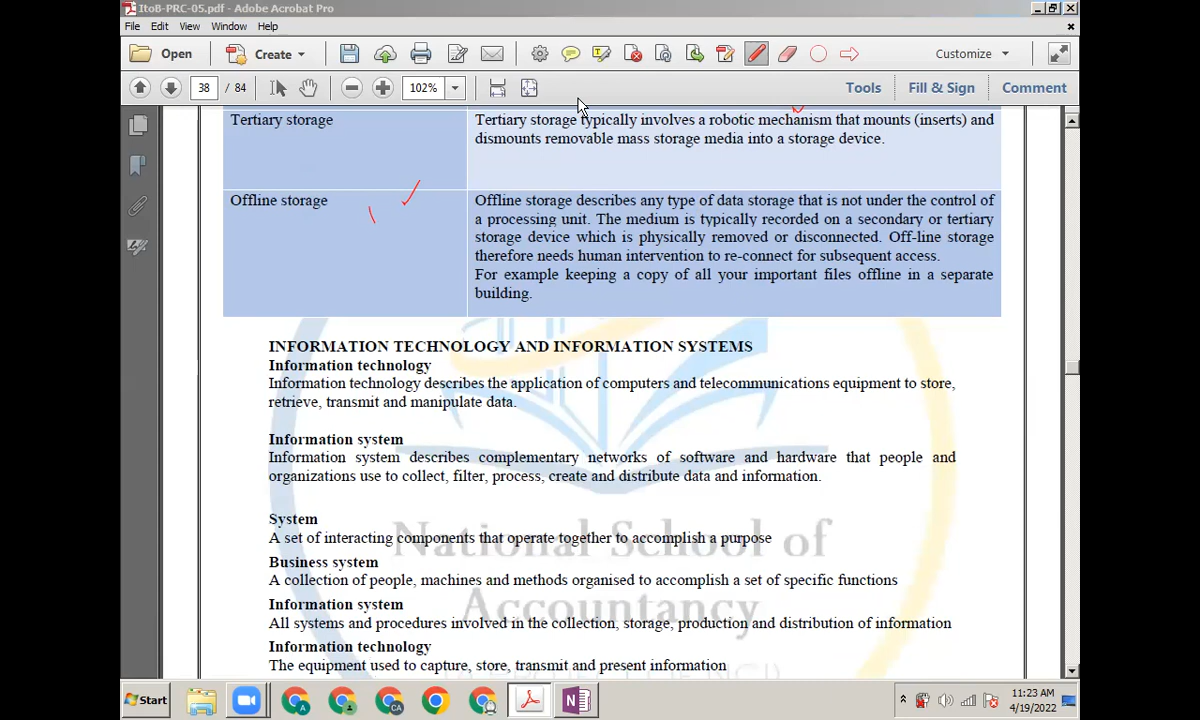 ItoB-PRC-05.pdf - Adobe Acrobat Pro
File Edit View Window Help
Open Create Customize
38 / 84 102% Tools Fill & Sign Comment
Tertiary storage
Tertiary storage typically involves a robotic mechanism that mounts (inserts) and
dismounts removable mass storage media into a storage device.
Offline storage
Offline storage describes any type of data storage that is not under the control of
a processing unit. The medium is typically recorded on a secondary or tertiary
storage device which is physically removed or disconnected. Off-line storage
therefore needs human intervention to re-connect for subsequent access.
For example keeping a copy of all your important files offline in a separate
building.
INFORMATION TECHNOLOGY AND INFORMATION SYSTEMS
Information technology
Information technology describes the application of computers and telecommunications equipment to store,
retrieve, transmit and manipulate data.
Information system
Information system describes complementary networks of software and hardware that people and
organizations use to collect, filter, process, create and distribute data and information.
System
A set of interacting components that operate together to accomplish a purpose
Business system
A collection of people, machines and methods organised to accomplish a set of specific functions
Information system
All systems and procedures involved in the collection, storage, production and distribution of information
Information technology
The equipment used to capture, store, transmit and present information
National School of
Accountancy
Start
11:23 AM
4/19/2022